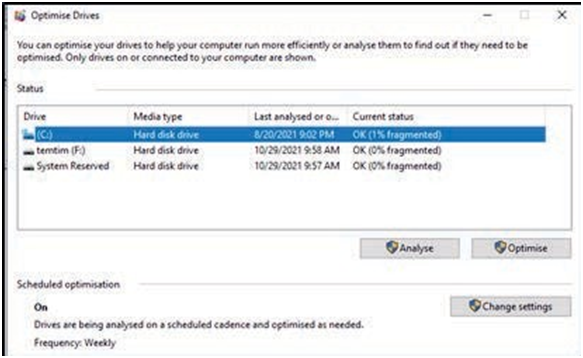 Optimise Drives
You can optimise your drives to help your computer run more efficiently or analyse them to find out if they need to be
optimised. Only drives on or connected to your computer are shown.
Status
Drive Media type Last analysed or o... Current status
(C:) Hard disk drive 8/20/2021 9:02 PM OK (1% fragmented)
temtim (F:) Hard disk drive 10/29/2021 9:58 AM OK (0% fragmented)
System Reserved Hard disk drive 10/29/2021 9:57 AM OK (0% fragmented)
Analyse Optimise
Scheduled optimisation
On Change settings
Drives are being analysed on a scheduled cadence and optimised as needed.
Frequency: Weekly